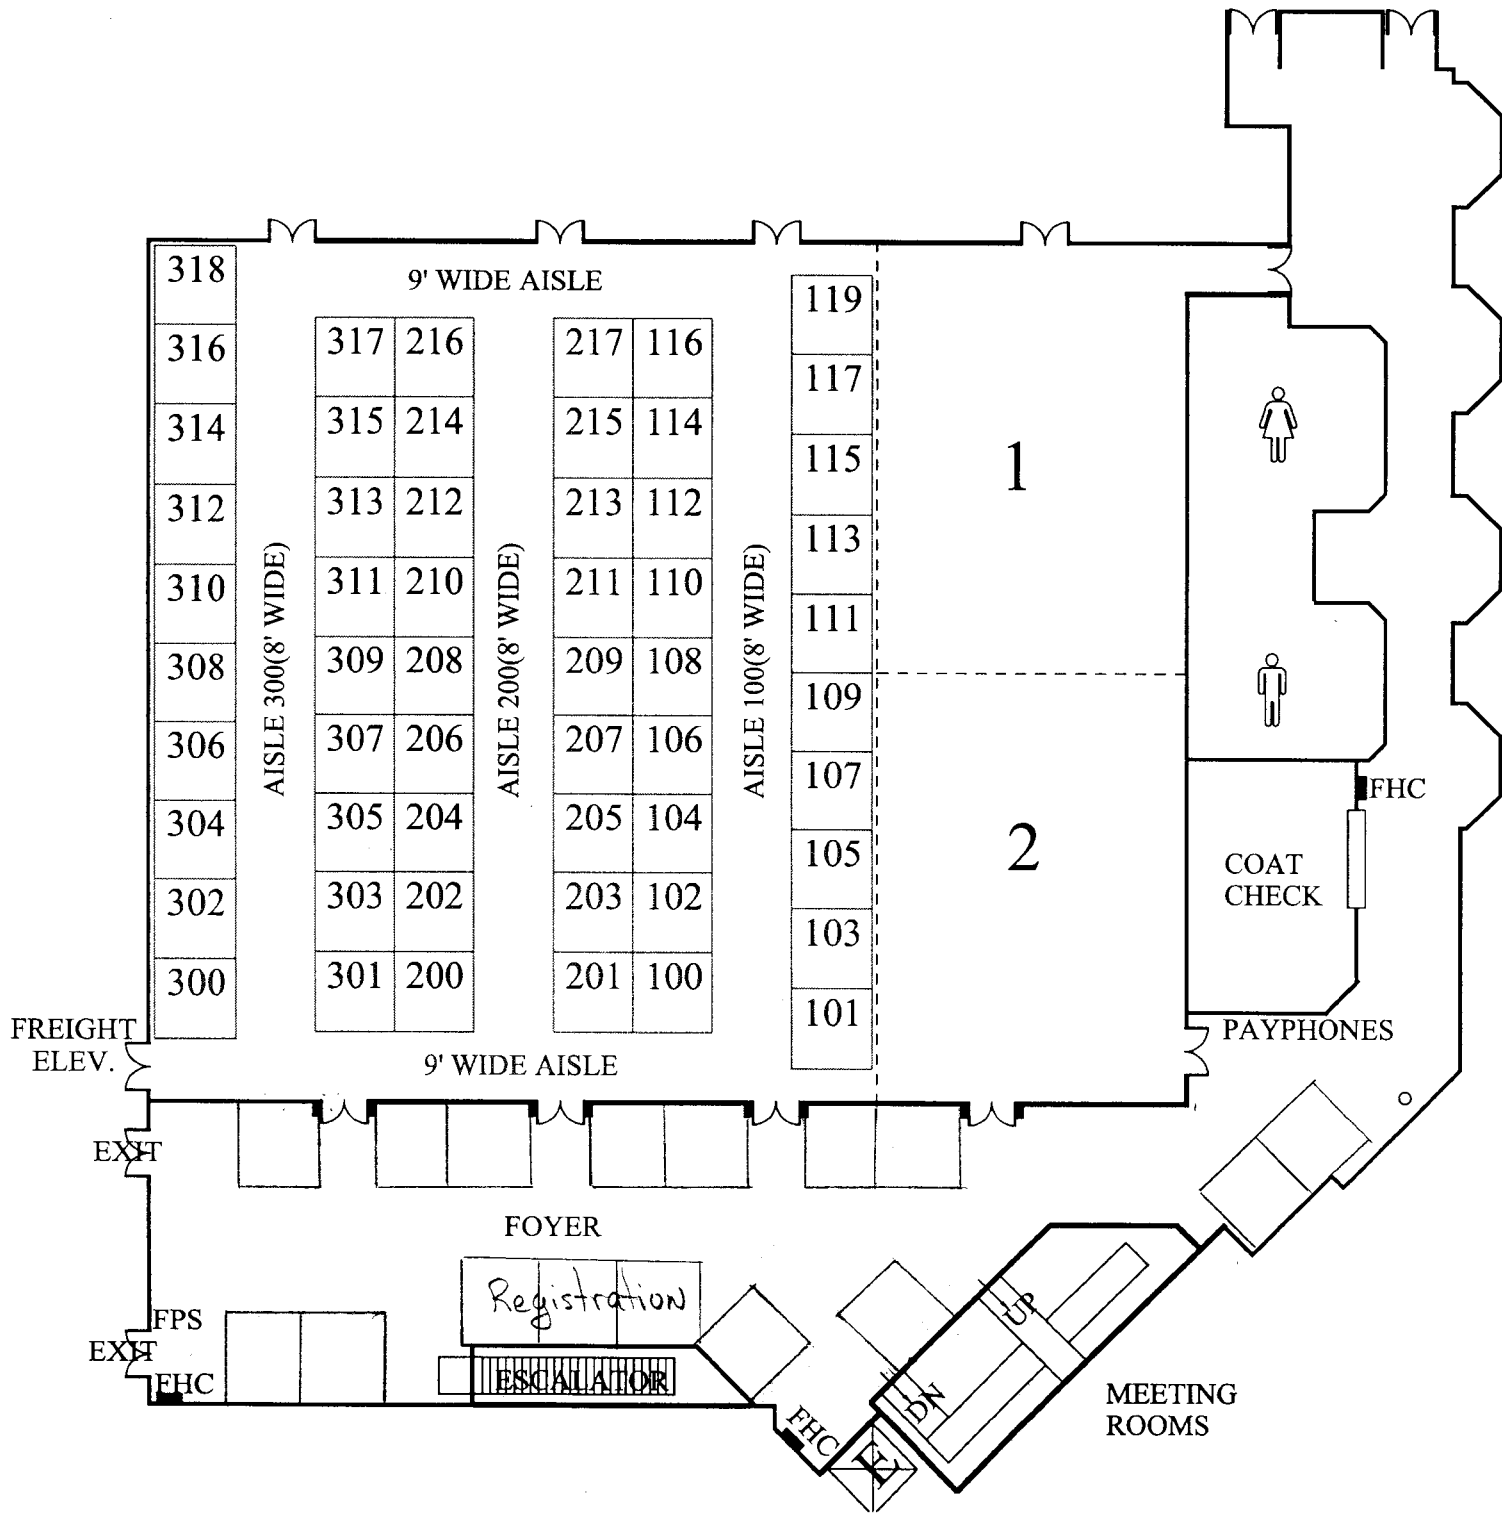 318
9' WIDE AISLE
119
316
317 216
217 116
117
314
315 214
215 114
115
1
312
313 212
213 112
113
310
311 210
211 110
111
AISLE 300(8' WIDE)
AISLE 200(8' WIDE)
AISLE 100(8' WIDE)
308
309 208
209 108
109
306
307 206
207 106
107
FHC
304
305 204
205 104
105
2
COAT
CHECK
302
303 202
203 102
103
300
301 200
201 100
101
FREIGHT
ELEV.
9' WIDE AISLE
PAYPHONES
EXIT
FOYER
Registration
FPS
EXIT
FHC
ESCALATOR
UP
DN
FHC
E
MEETING
ROOMS